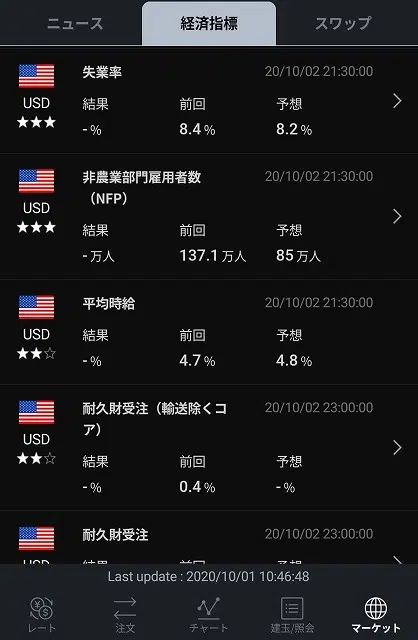 ニュース 経済指標 スワップ
失業率 20/10/02 21:30:00
USD 結果 前回 予想
★★★ - % 8.4 % 8.2 %
非農業部門雇用者数 20/10/02 21:30:00
（NFP）
USD 結果 前回 予想
★★★ - 万人 137.1 万人 85 万人
平均時給 20/10/02 21:30:00
USD 結果 前回 予想
★★☆ - % 4.7 % 4.8 %
耐久財受注（輸送除くコ 20/10/02 23:00:00
ア）
USD 結果 前回 予想
★★☆ - % 0.4 % - %
耐久財受注 20/10/02 23:00:00
結果 前回 予想
Last update : 2020/10/01 10:46:48
レート 注文 チャート 建玉/照会 マーケット